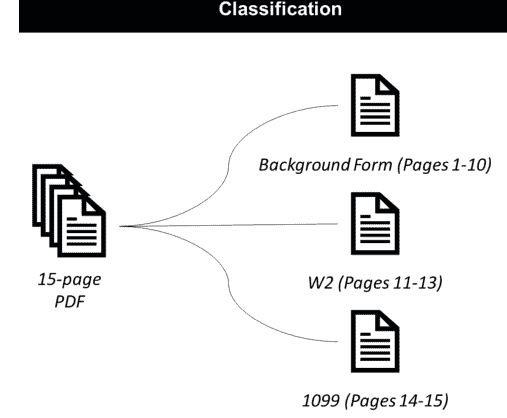 Classification
Background Form (Pages 1-10)
15-page
PDF
W2 (Pages 11-13)
1099 (Pages 14-15)